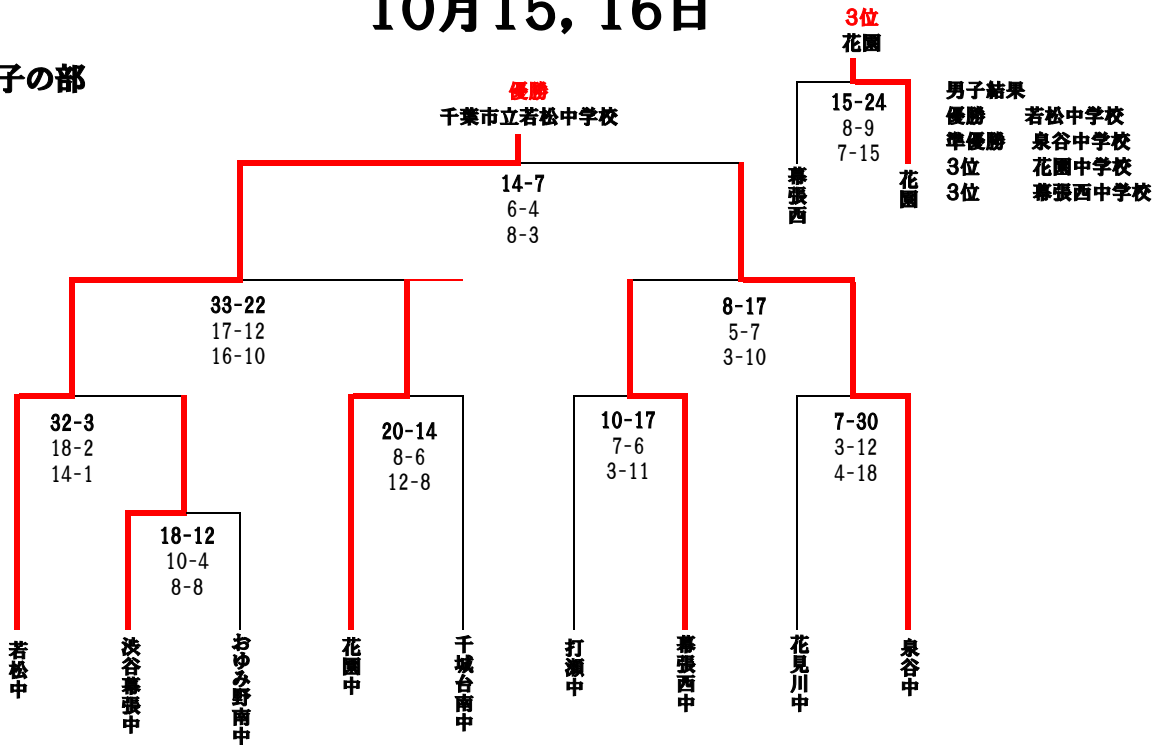 10月15,16日
子の部
3位
花園
15-24
8-9
7-15
幕張西
花園
男子結果
優勝 若松中学校
準優勝 泉谷中学校
3位 花園中学校
3位 幕張西中学校
優勝
千葉市立若松中学校
14-7
6-4
8-3
33-22
17-12
16-10
8-17
5-7
3-10
32-3
18-2
14-1
20-14
8-6
12-8
10-17
7-6
3-11
7-30
3-12
4-18
18-12
10-4
8-8
若松中
渋谷幕張中
おゆみ野南中
花園中
千城台南中
打瀬中
幕張西中
花見川中
泉谷中